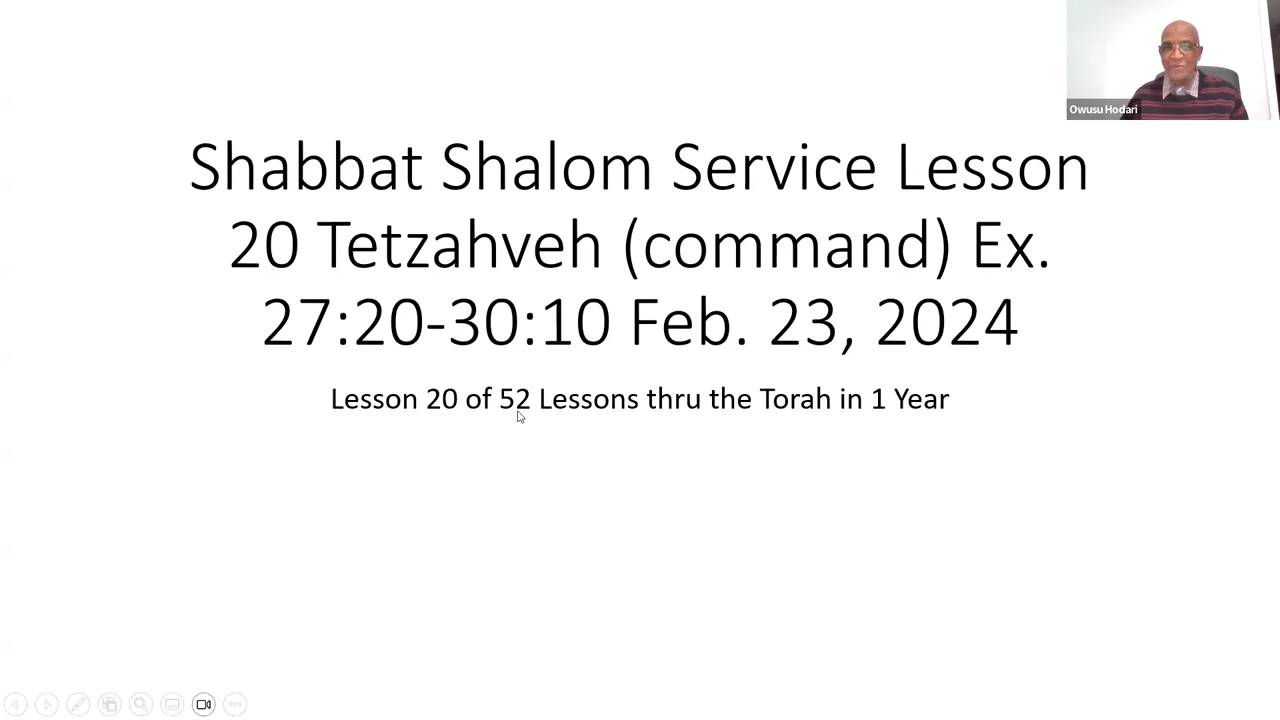 Owusu Hodari
Shabbat Shalom Service Lesson
20 Tetzahveh (command) Ex.
27:20-30:10 Feb. 23, 2024
Lesson 20 of 52 Lessons thru the Torah in 1 Year